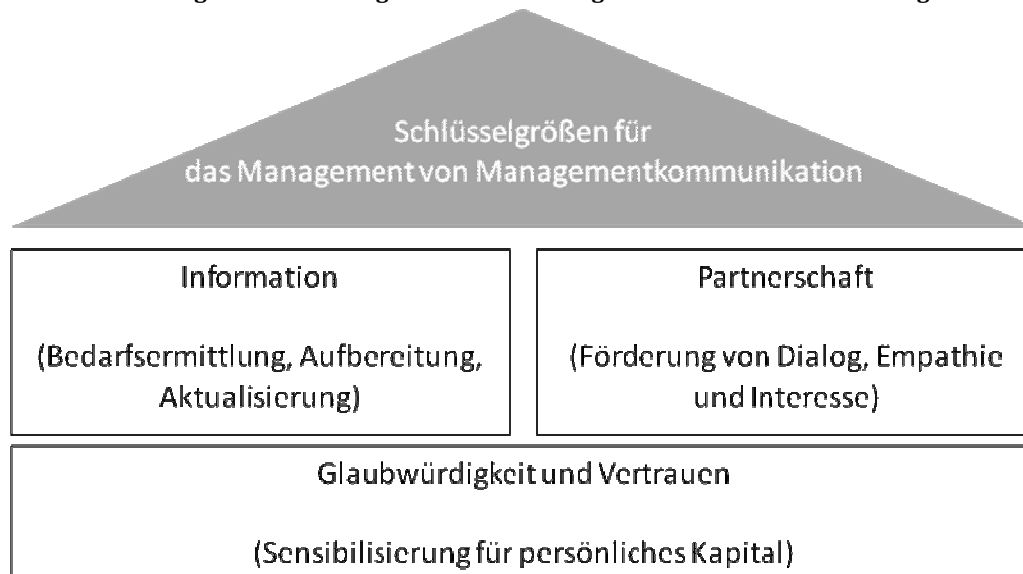 Schlüsselgrößen für
das Management von Managementkommunikation
Information
(Bedarfsermittlung, Aufbereitung,
Aktualisierung)
Partnerschaft
(Förderung von Dialog, Empathie
und Interesse)
Glaubwürdigkeit und Vertrauen
(Sensibilisierung für persönliches Kapital)